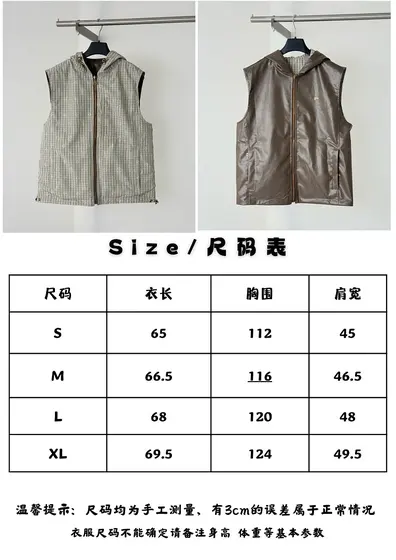 Size/尺码表
尺码 衣长 胸围 肩宽
S 65 112 45
M 66.5 116 46.5
L 68 120 48
XL 69.5 124 49.5
温馨提示：尺码均为手工测量、有3cm的误差属于正常情况
衣服尺码不能确定请备注身高 体重等基本参数